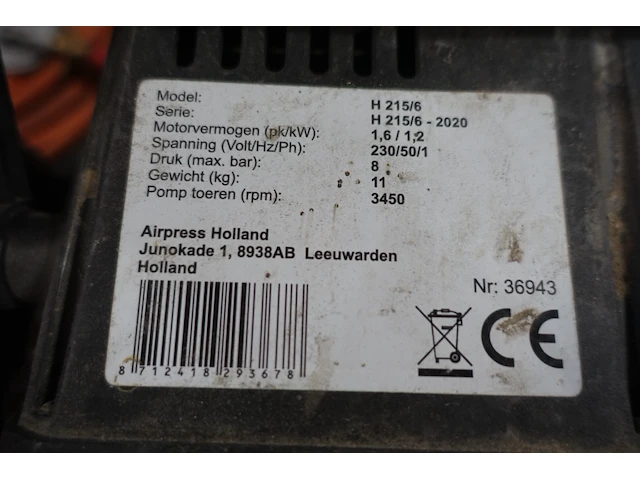 Model: H 215/6
Serie: H 215/6 - 2020
Motorvermogen (pk/kW): 1,6 / 1,2
Spanning (Volt/Hz/Ph): 230/50/1
Druk (max. bar): 8
Gewicht (kg): 11
Pomp toeren (rpm): 3450
Airpress Holland
Junokade 1, 8938AB Leeuwarden
Holland
Nr: 36943
CE
8 712418 293678